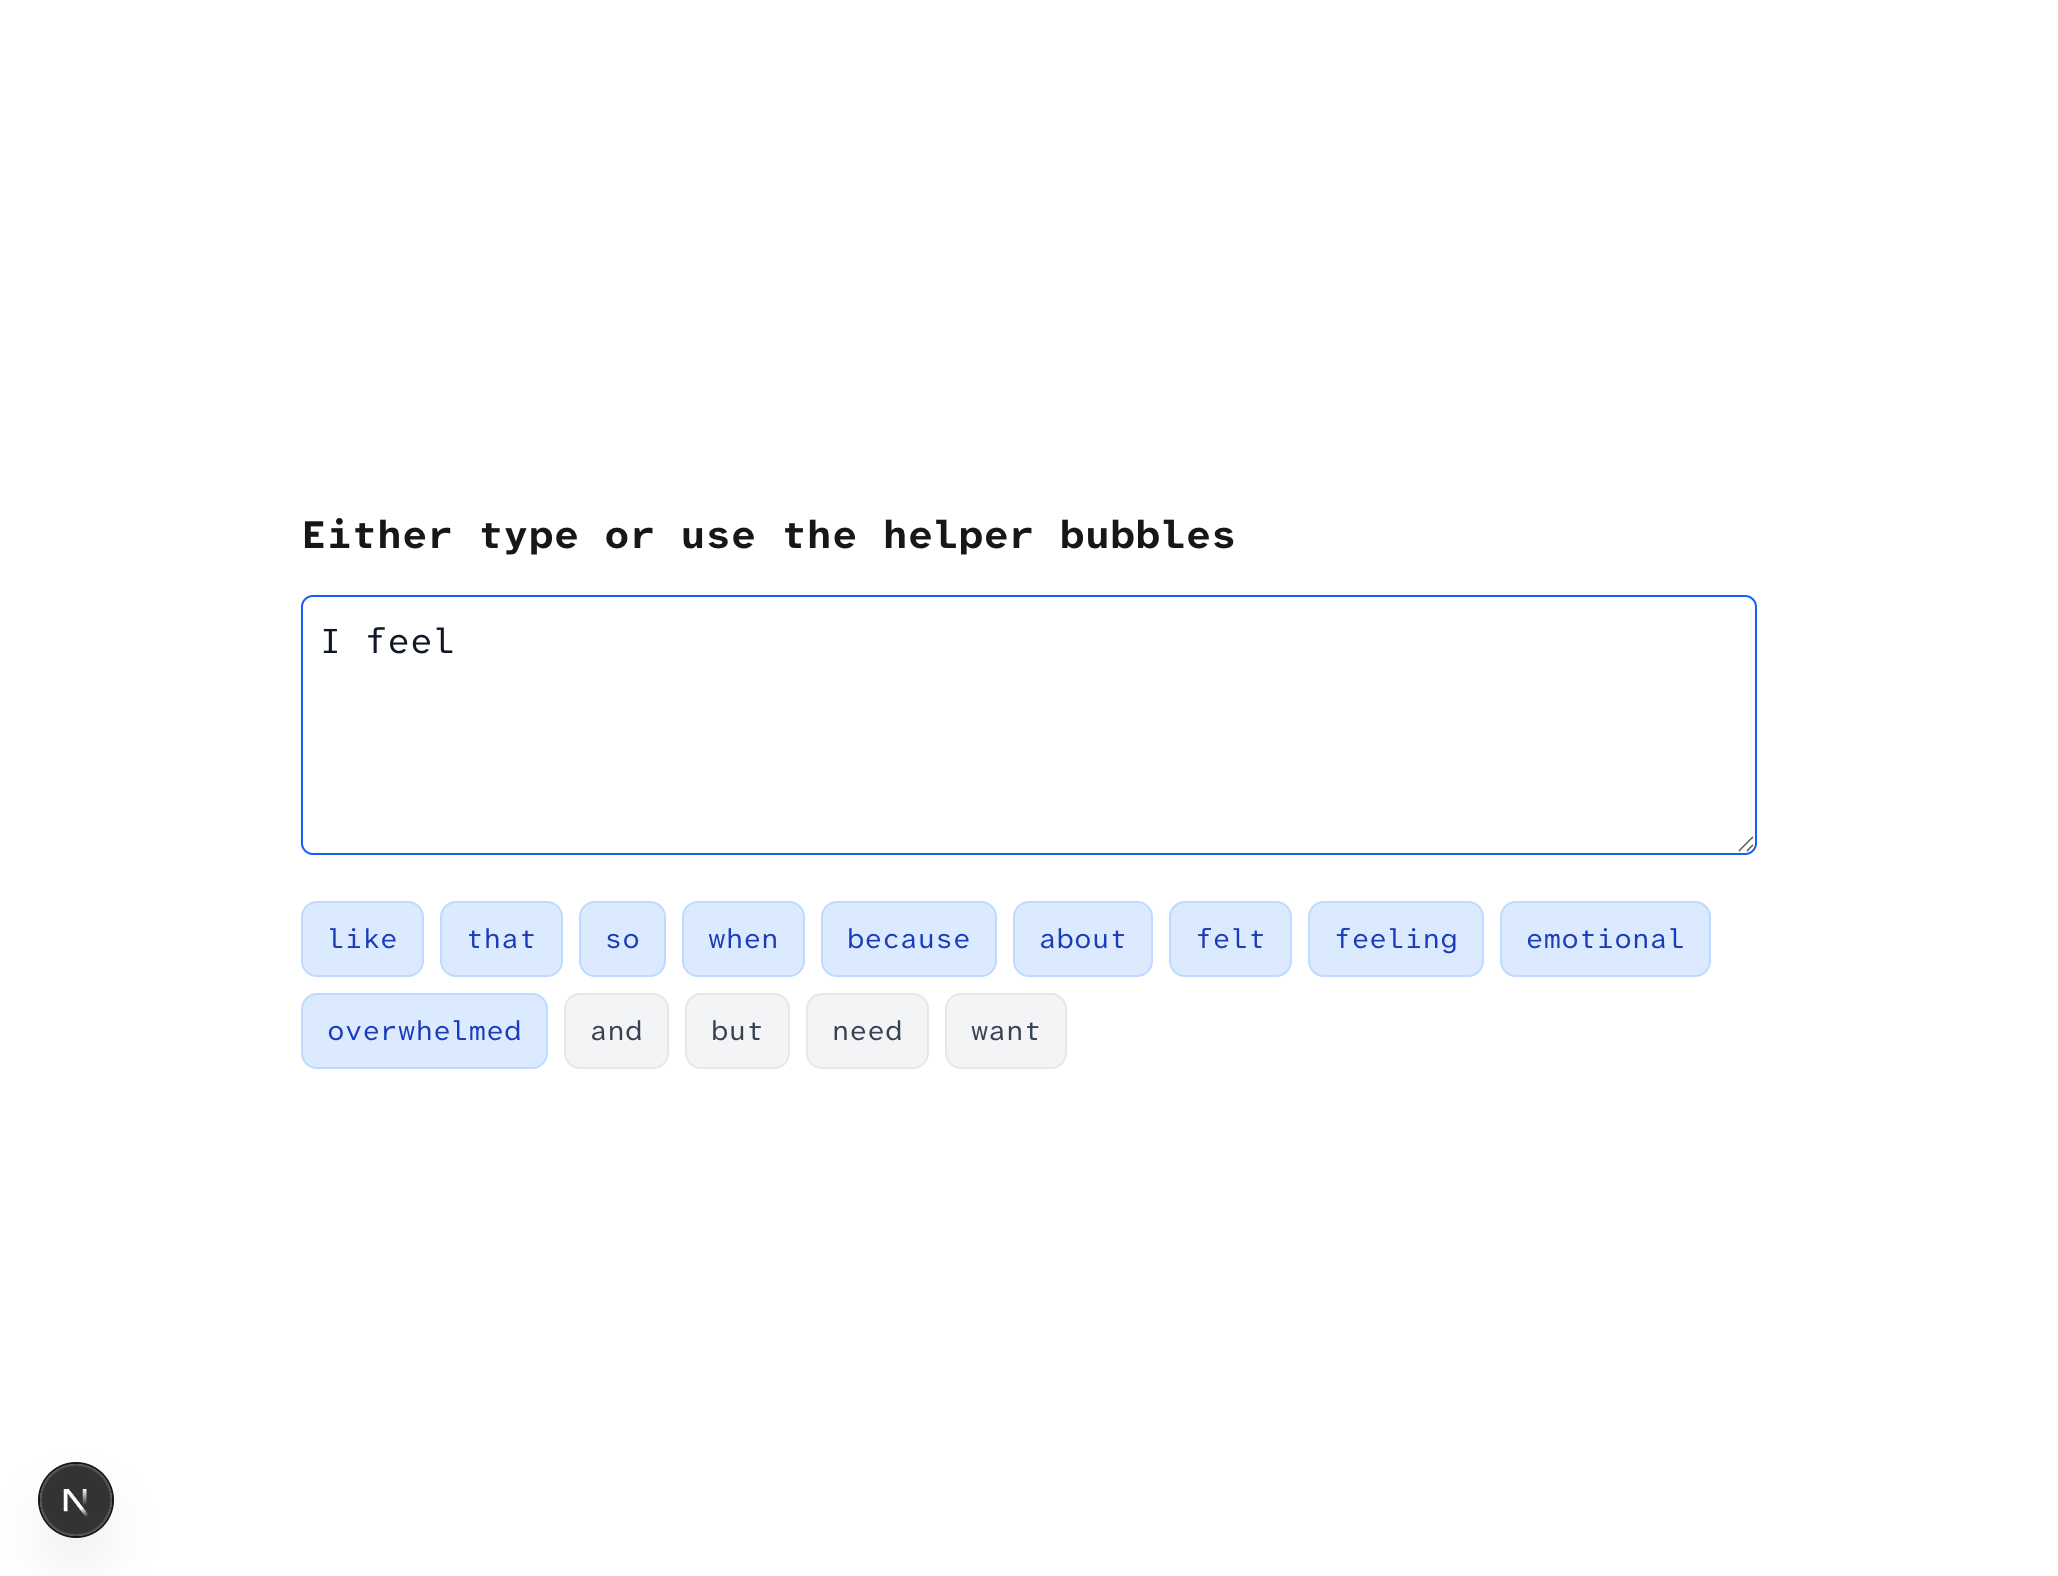 Either type or use the helper bubbles
I feel
like that so when because about felt feeling emotional
overwhelmed and but need want
N